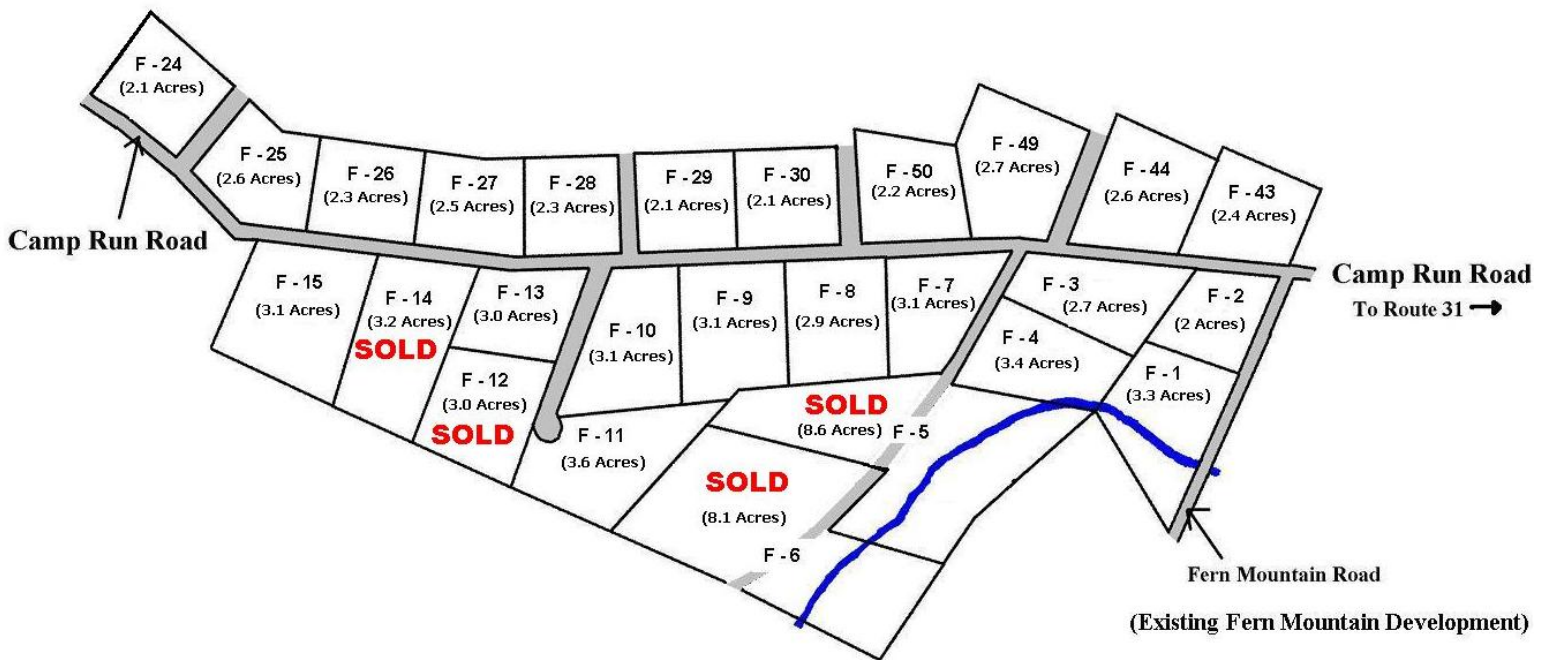 F - 24
(2.1 Acres)
F - 25
(2.6 Acres)
F - 26
(2.3 Acres)
F - 27
(2.5 Acres)
F - 28
(2.3 Acres)
F - 29
(2.1 Acres)
F - 30
(2.1 Acres)
F - 50
(2.2 Acres)
F - 49
(2.7 Acres)
F - 44
(2.6 Acres)
F - 43
(2.4 Acres)
Camp Run Road
Camp Run Road
To Route 31
F - 15
(3.1 Acres)
F - 14
(3.2 Acres)
SOLD
F - 13
(3.0 Acres)
F - 12
(3.0 Acres)
SOLD
F - 10
(3.1 Acres)
F - 9
(3.1 Acres)
F - 8
(2.9 Acres)
F - 7
(3.1 Acres)
F - 3
(2.7 Acres)
F - 2
(2 Acres)
F - 4
(3.4 Acres)
F - 1
(3.3 Acres)
F - 11
(3.6 Acres)
SOLD
(8.6 Acres) F - 5
SOLD
(8.1 Acres)
F - 6
Fern Mountain Road
(Existing Fern Mountain Development)